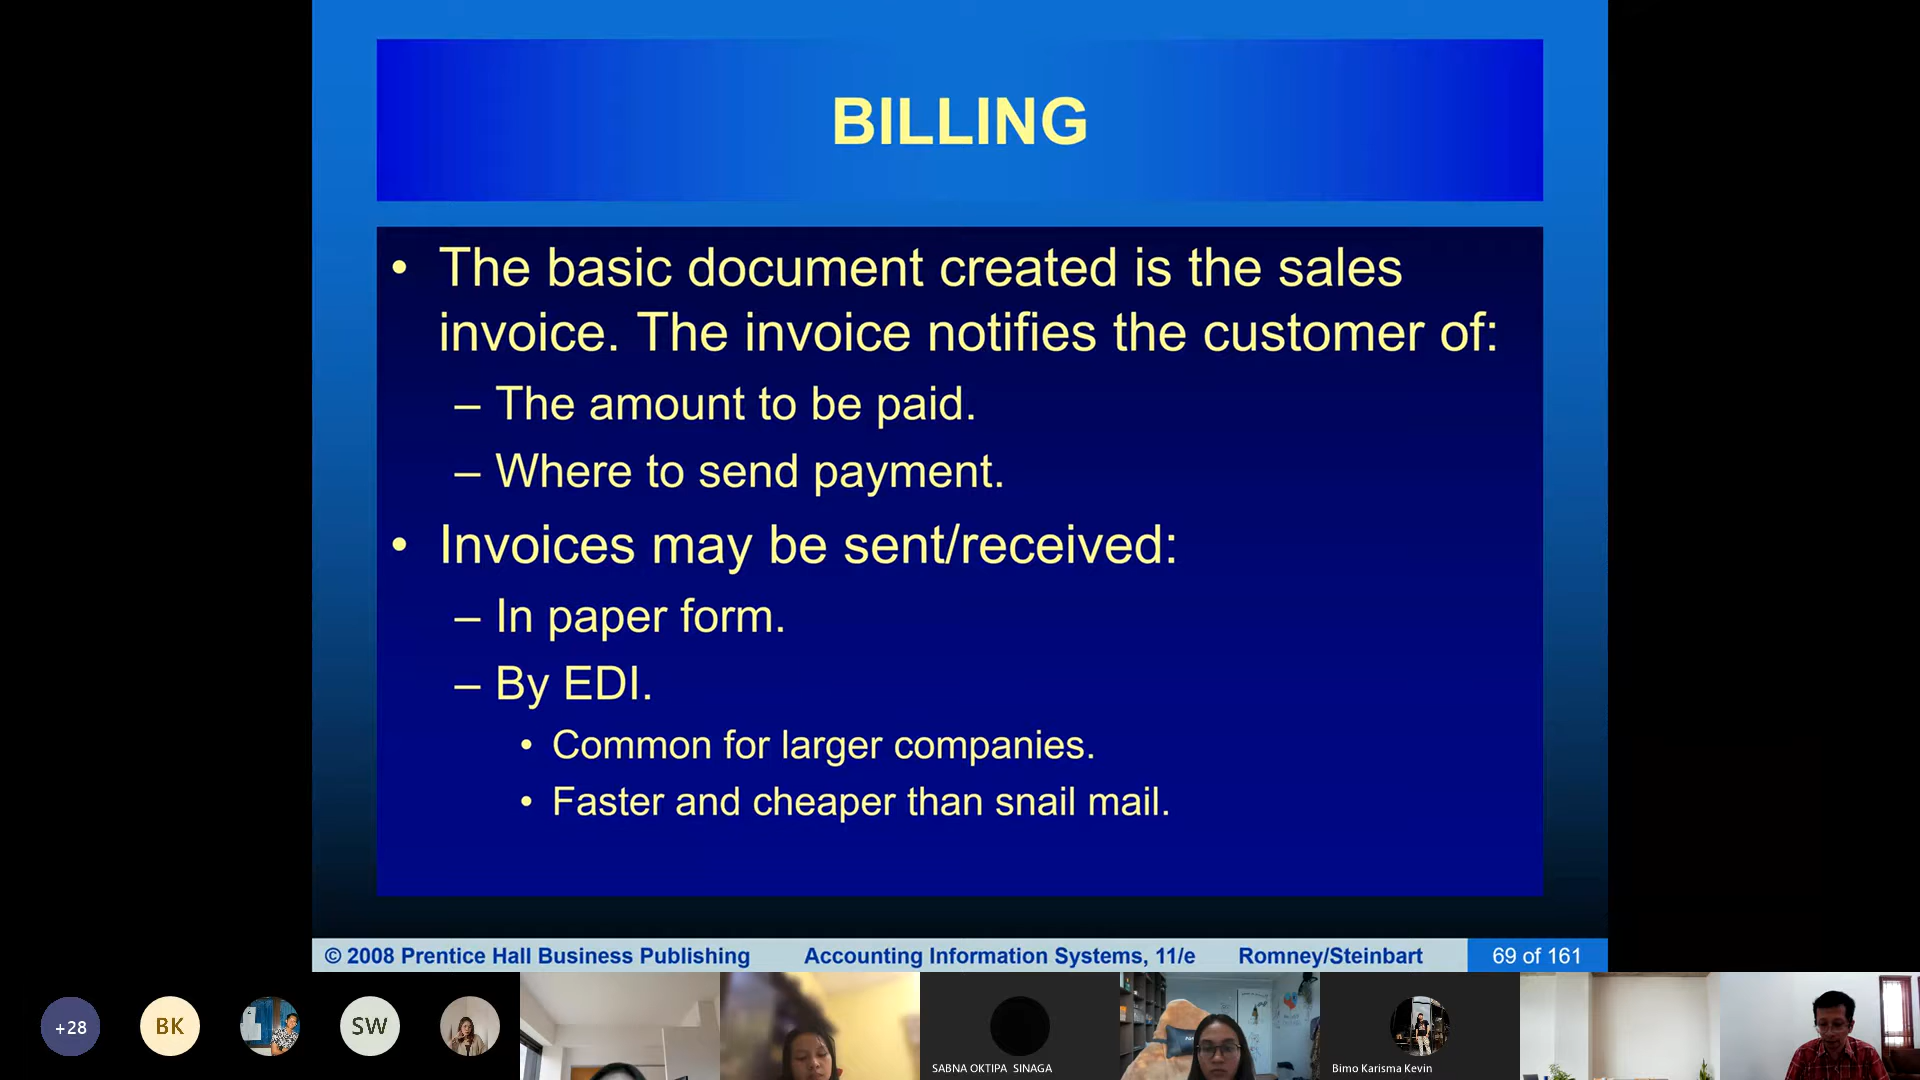 BILLING
• The basic document created is the sales
invoice. The invoice notifies the customer of:
– The amount to be paid.
– Where to send payment.
• Invoices may be sent/received:
– In paper form.
– By EDI.
• Common for larger companies.
• Faster and cheaper than snail mail.
© 2008 Prentice Hall Business Publishing Accounting Information Systems, 11/e Romney/Steinbart 69 of 161
+28 BK SW
SABNA OKTIPA SINAGA Bimo Karisma Kevin